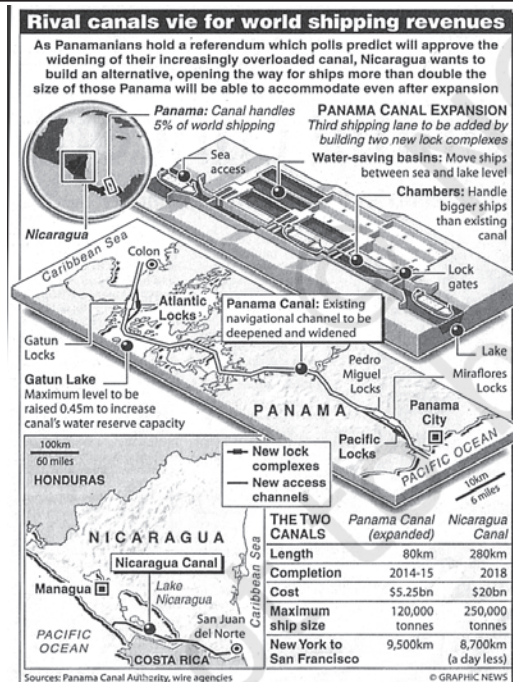 Rival canals vie for world shipping revenues
As Panamanians hold a referendum which polls predict will approve the
widening of their increasingly overloaded canal, Nicaragua wants to
build an alternative, opening the way for ships more than double the
size of those Panama will be able to accommodate even after expansion
Panama: Canal handles
5% of world shipping
PANAMA CANAL EXPANSION
Third shipping lane to be added by
building two new lock complexes
Sea
access
Water-saving basins: Move ships
between sea and lake level
Chambers: Handle
bigger ships
than existing
canal
Nicaragua
Lock
gates
Lake
Caribbean Sea
Colon
Atlantic
Locks
Panama Canal: Existing
navigational channel to be
deepened and widened
Gatun
Locks
Gatun Lake
Maximum level to be
raised 0.45m to increase
canal's water reserve capacity
Pedro
Miguel
Locks
Miraflores
Locks
PANAMA
Panama
City
Pacific
Locks
PACIFIC OCEAN
10km
6 miles
100km
60 miles
New lock
complexes
New access
channels
HONDURAS
NICARAGUA
Nicaragua Canal
Managua
Lake
Nicaragua
Caribbean Sea
San Juan
del Norte
PACIFIC
OCEAN
COSTA RICA
THE TWO Panama Canal Nicaragua
CANALS (expanded) Canal
Length 80km 280km
Completion 2014-15 2018
Cost $5.25bn $20bn
Maximum 120,000 250,000
ship size tonnes tonnes
New York to 9,500km 8,700km
San Francisco (a day less)
Sources: Panama Canal Authority, wire agencies
© GRAPHIC NEWS